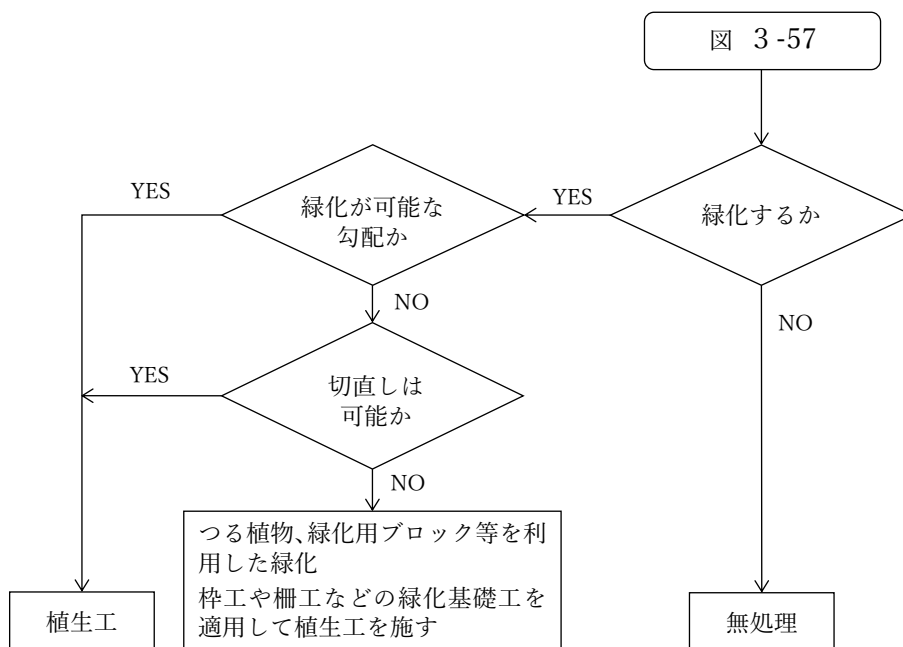 図 3-57
緑化するか
YES
NO
緑化が可能な
勾配か
YES
NO
切直しは
可能か
YES
NO
つる植物、緑化用ブロック等を利
用した緑化
枠工や柵工などの緑化基礎工を
適用して植生工を施す
植生工
無処理